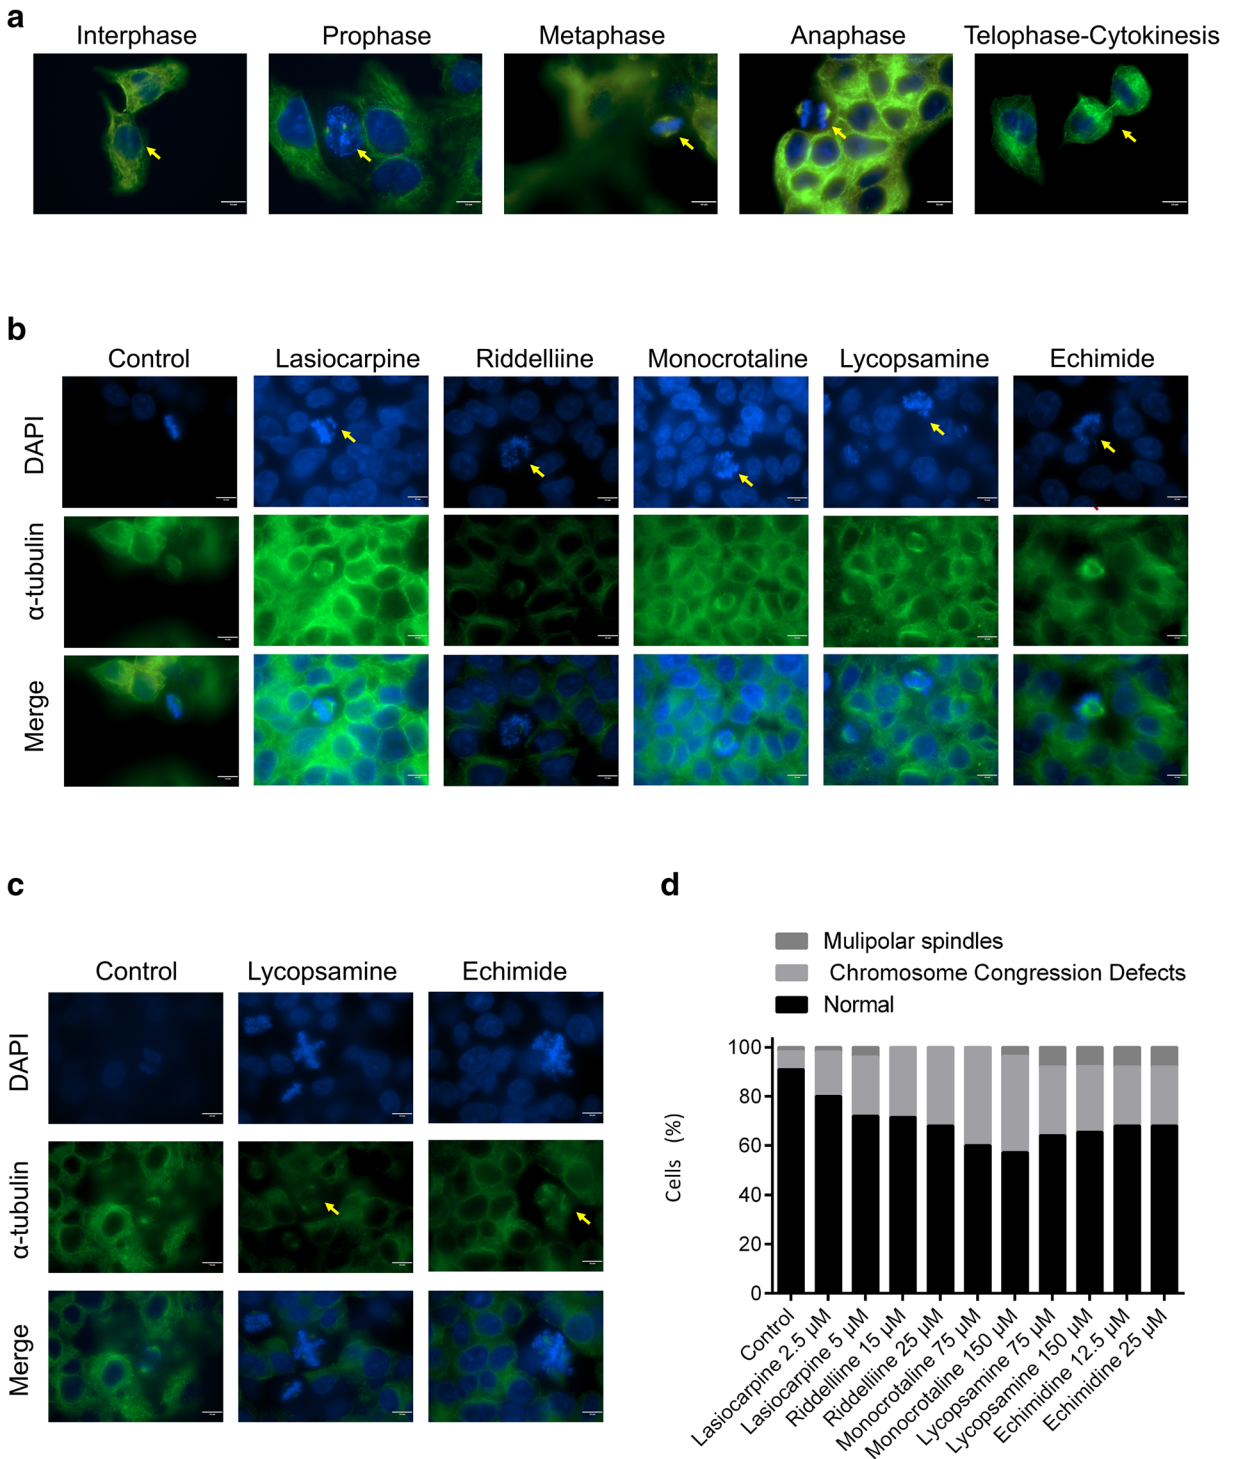 a
Interphase
Prophase
Metaphase
Anaphase
Telophase-Cytokinesis
b
Control
Lasiocarpine
Riddelliine
Monocrotaline
Lycopsamine
Echimide
DAPI
α-tubulin
Merge
c
Control
Lycopsamine
Echimide
DAPI
α-tubulin
Merge
d
Mulipolar spindles
Chromosome Congression Defects
Normal
Cells (%)
100
80
60
40
20
0
Control
Lasiocarpine 2.5 μM
Lasiocarpine 5 μM
Riddelliine 15 μM
Riddelliine 25 μM
Monocrotaline 75 μM
Monocrotaline 150 μM
Lycopsamine 75 μM
Lycopsamine 150 μM
Echimidine 12.5 μM
Echimidine 25 μM